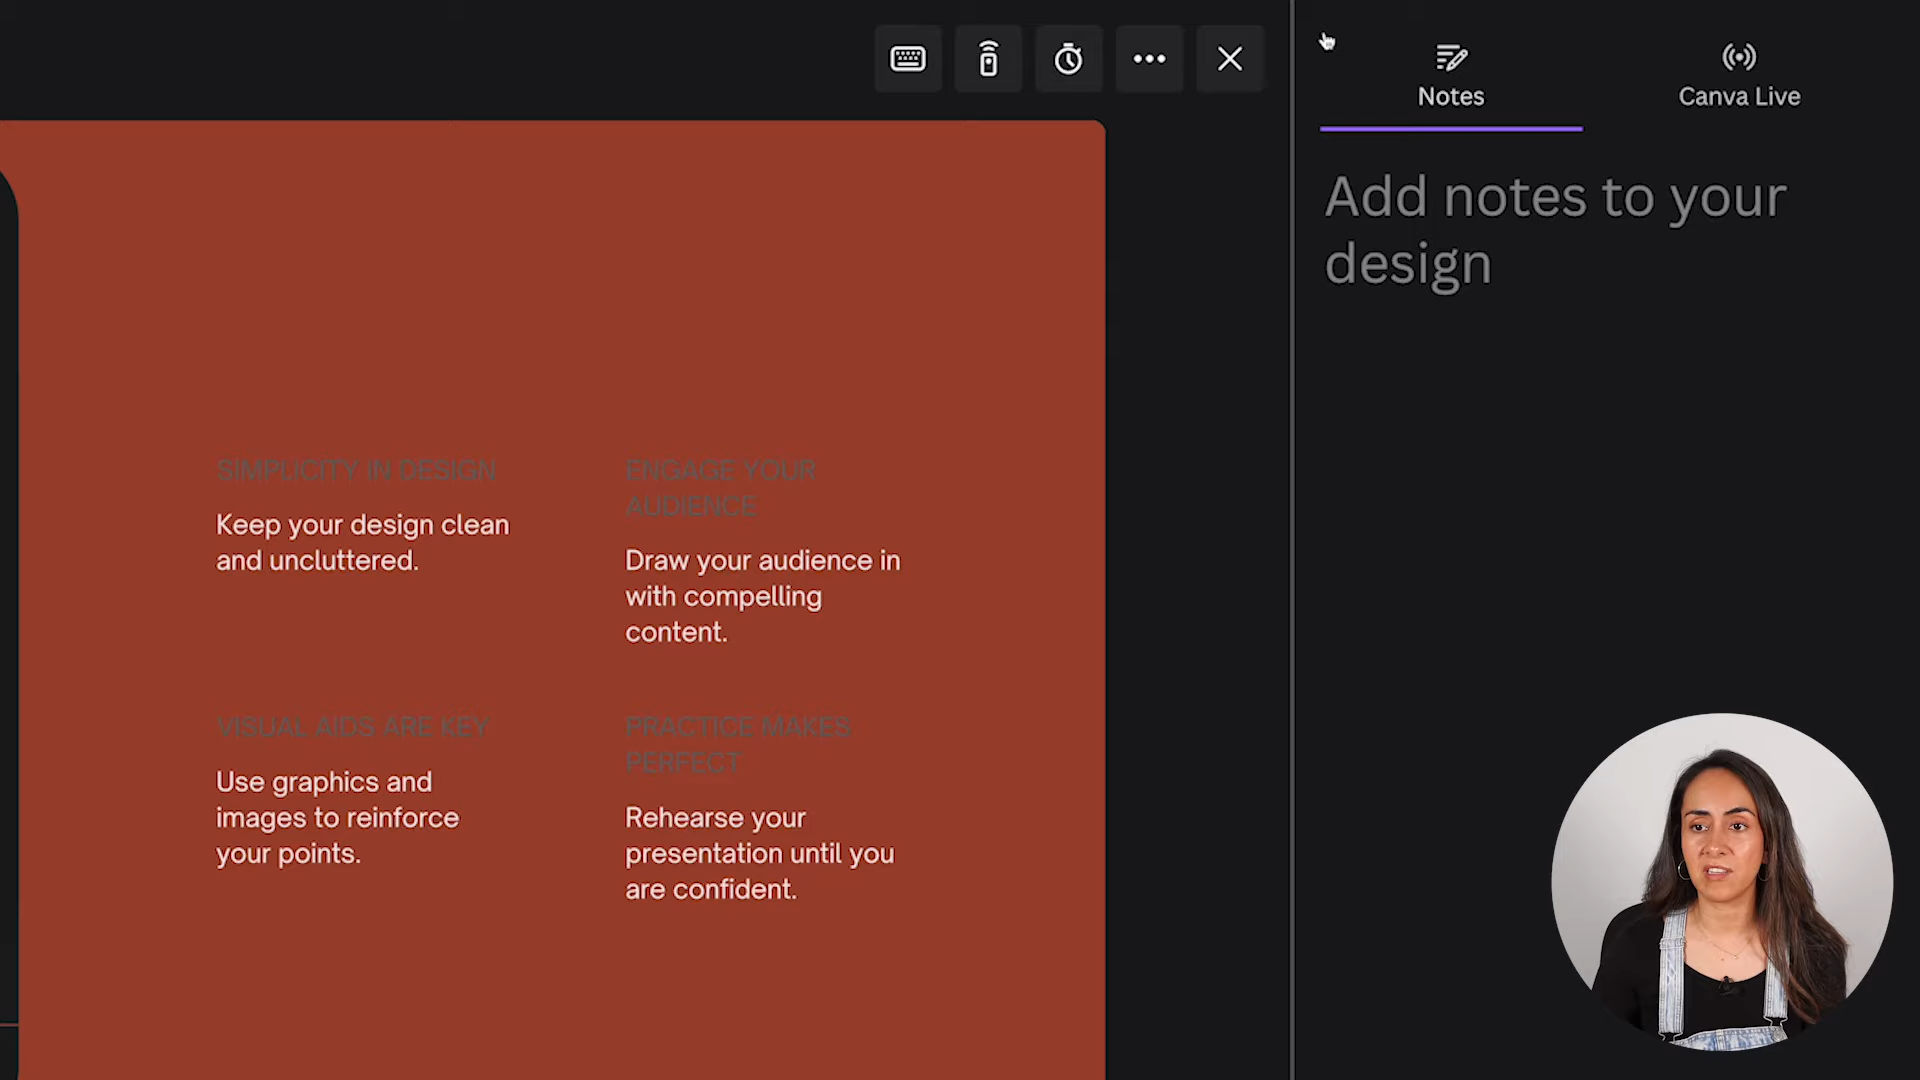 Notes
Canva Live
Add notes to your
design
SIMPLICITY IN DESIGN
Keep your design clean
and uncluttered.
ENGAGE YOUR
AUDIENCE
Draw your audience in
with compelling
content.
VISUAL AIDS ARE KEY
Use graphics and
images to reinforce
your points.
PRACTICE MAKES
PERFECT
Rehearse your
presentation until you
are confident.